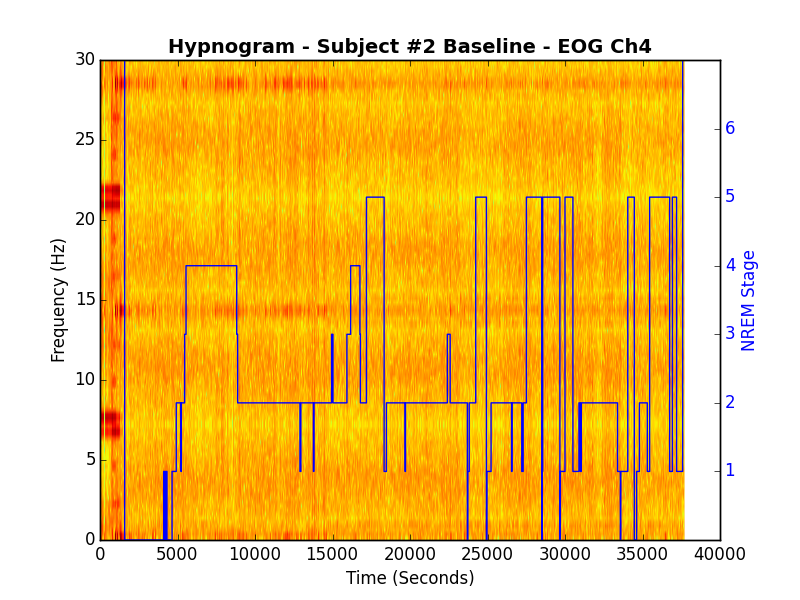 Hypnogram - Subject #2 Baseline - EOG Ch4
30
25
20
15
10
5
0
Frequency (Hz)
6
5
4
3
2
1
NREM Stage
0 5000 10000 15000 20000 25000 30000 35000 40000
Time (Seconds)